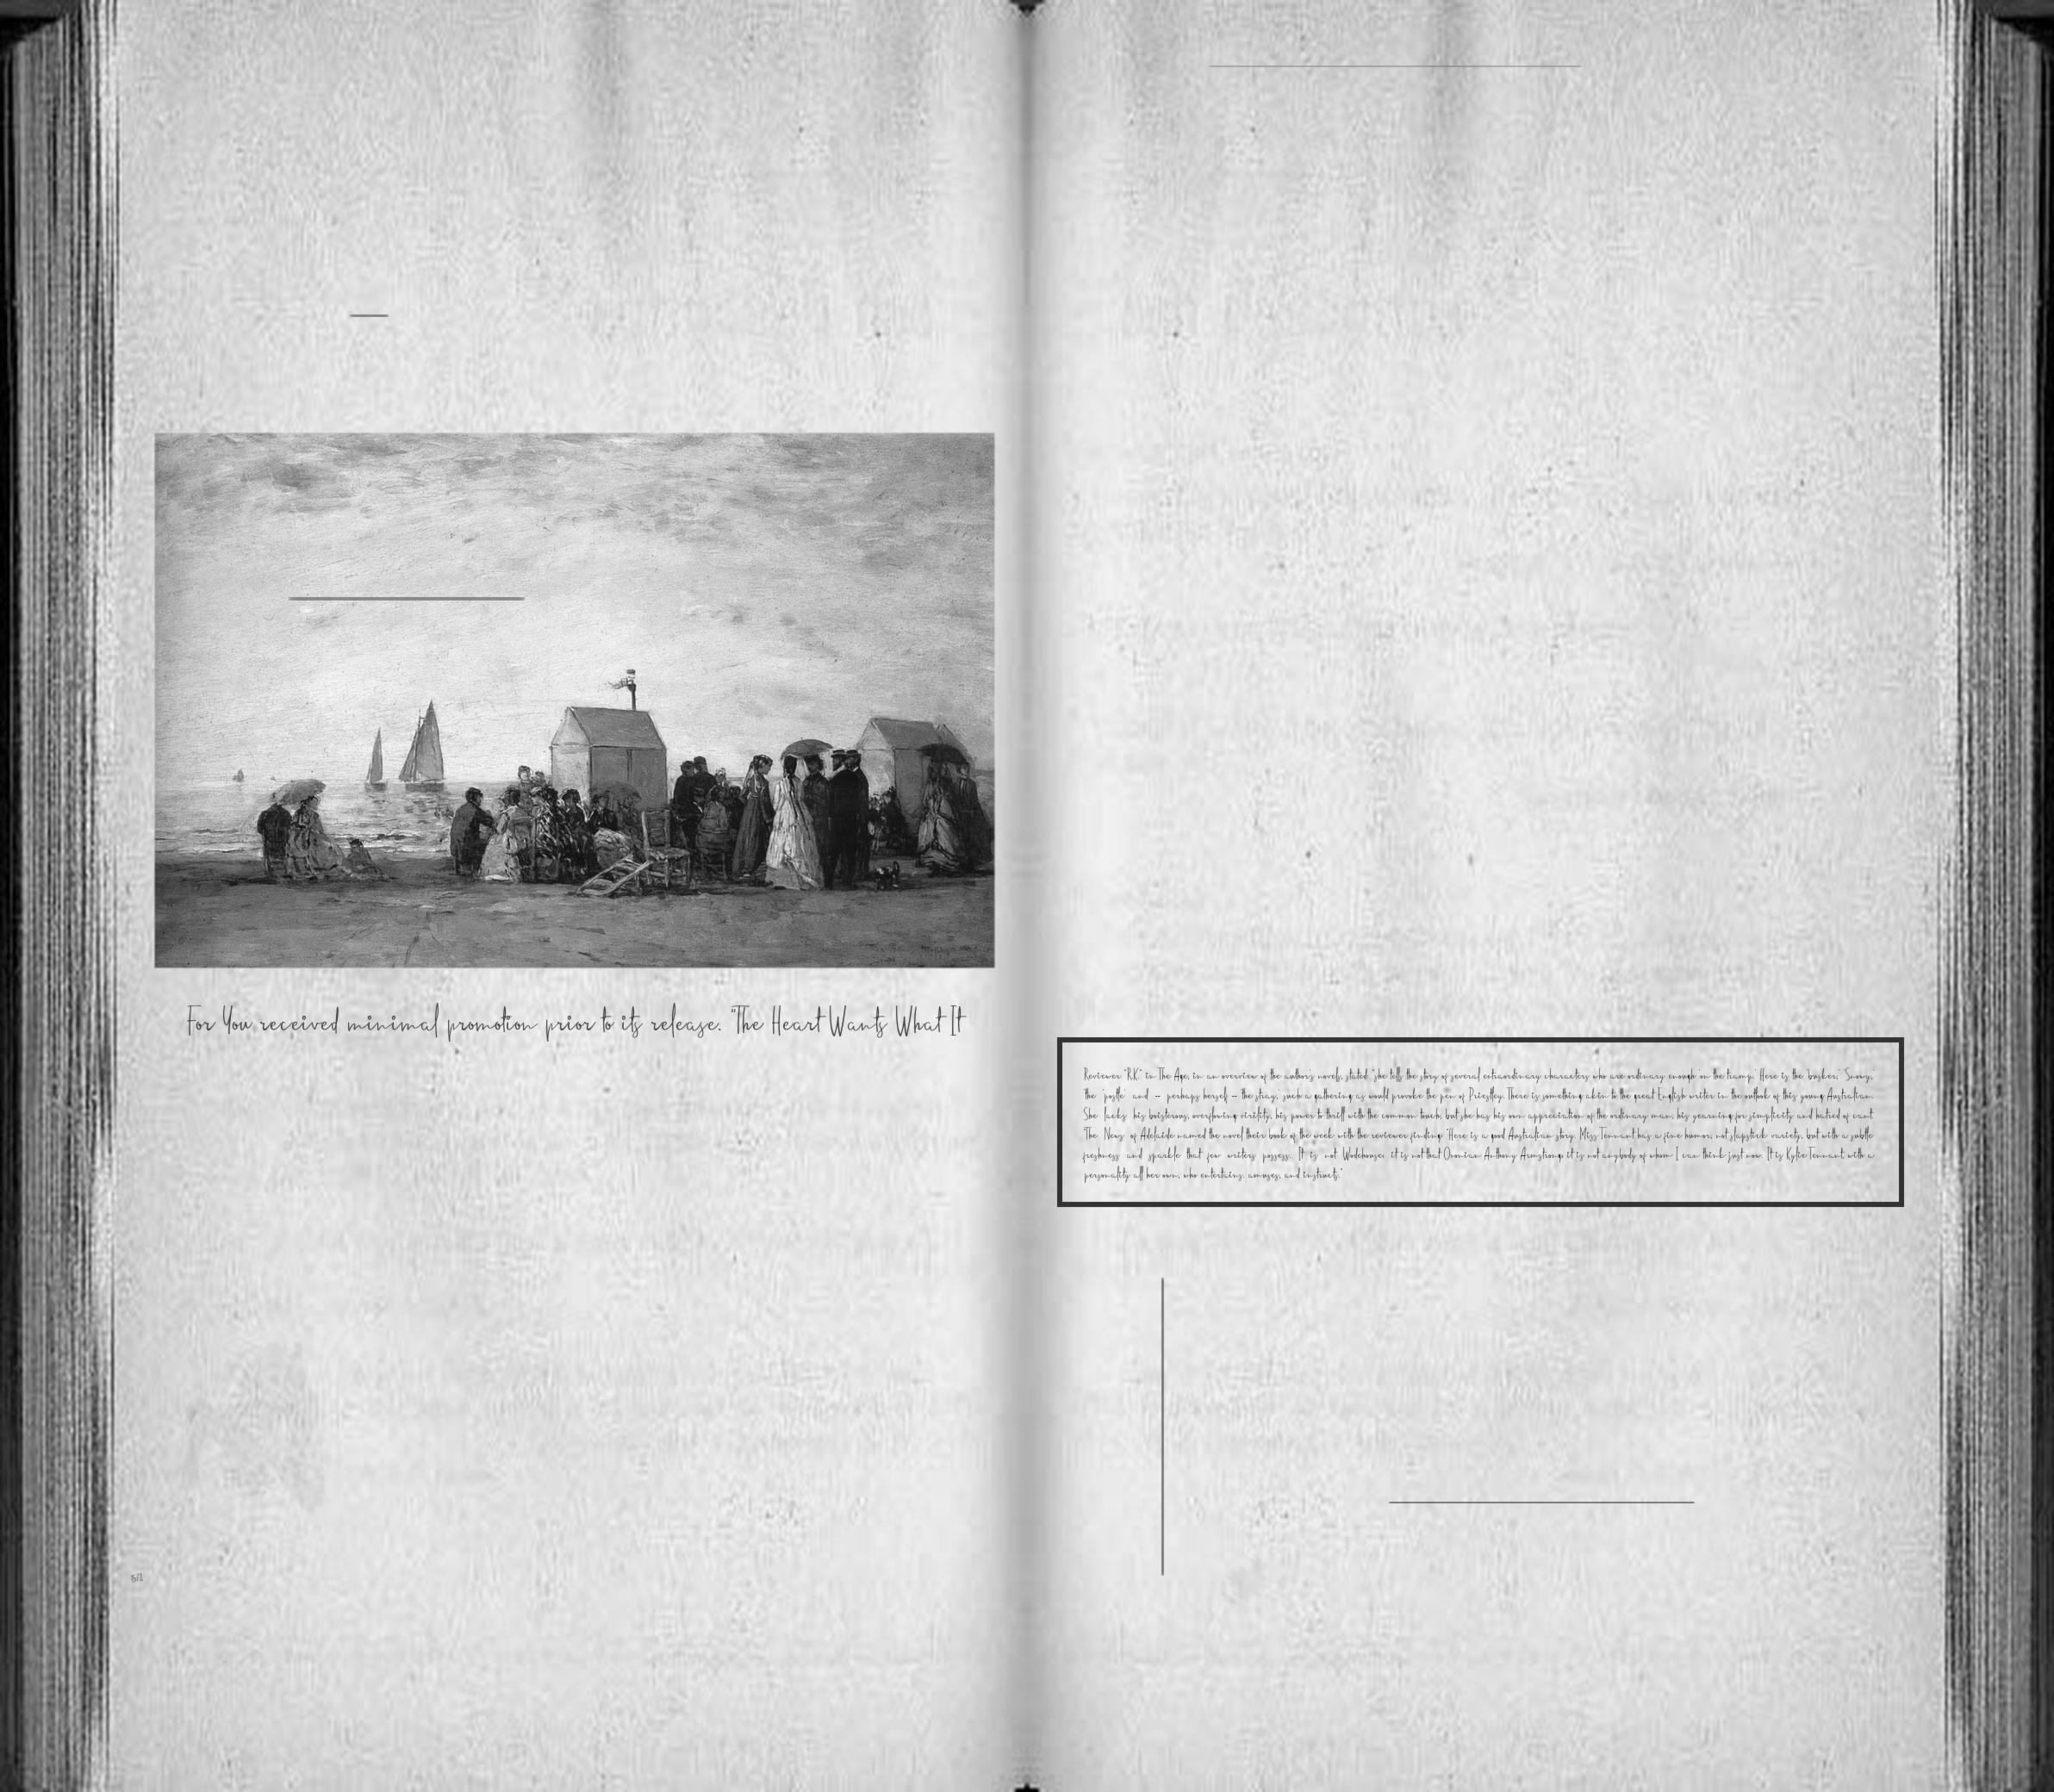 For You received minimal promotion prior to its release. "The Heart Wants What It
Reviewer "R.K." in The Age, in an overview of the author's novels, stated: "she tells the story of several extraordinary characters who are ordinary enough 'on the tramp.' Here is the 'busker,' 'Snowy,'
the 'postle' and — perhaps herself — 'the stray,' such a gathering as would provoke the pen of Priestley. There is something akin to the great English writer in the outlook of this young Australian.
She lacks his boisterous, overflowing virility, his power to thrill with the common touch, but she has his own appreciation of the ordinary man, his yearning for simplicity and hatred of cant.
"The News of Adelaide named the novel their book of the week with the reviewer finding "Here is a good Australian story. Miss Tennant has a fine humor, not slapstick variety, but with a subtle
freshness and sparkle that few writers possess. It is not Wodehouse; it is not that Oxonian Anthony Armstrong; it is not anybody of whom I can think just now. It is Kylie Tennant, with a
personality all her own, who entertains, amuses, and instructs."